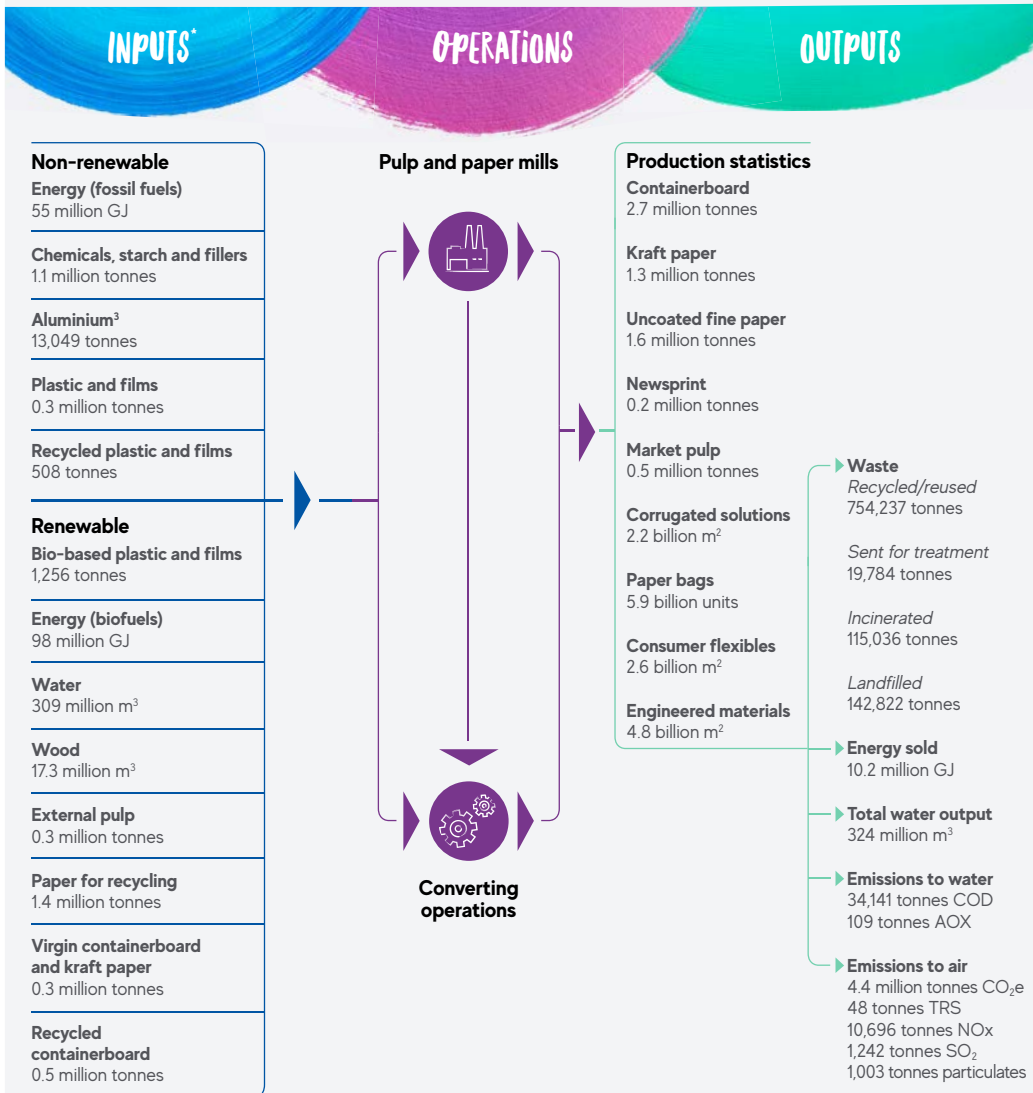 INPUTS*
OPERATIONS
OUTPUTS
Non-renewable
Energy (fossil fuels)
55 million GJ
Chemicals, starch and fillers
1.1 million tonnes
Aluminium³
13,049 tonnes
Plastic and films
0.3 million tonnes
Recycled plastic and films
508 tonnes
Renewable
Bio-based plastic and films
1,256 tonnes
Energy (biofuels)
98 million GJ
Water
309 million m³
Wood
17.3 million m³
External pulp
0.3 million tonnes
Paper for recycling
1.4 million tonnes
Virgin containerboard
and kraft paper
0.3 million tonnes
Recycled
containerboard
0.5 million tonnes
Pulp and paper mills
Converting
operations
Production statistics
Containerboard
2.7 million tonnes
Kraft paper
1.3 million tonnes
Uncoated fine paper
1.6 million tonnes
Newsprint
0.2 million tonnes
Market pulp
0.5 million tonnes
Corrugated solutions
2.2 billion m²
Paper bags
5.9 billion units
Consumer flexibles
2.6 billion m²
Engineered materials
4.8 billion m²
Waste
Recycled/reused
754,237 tonnes
Sent for treatment
19,784 tonnes
Incinerated
115,036 tonnes
Landfilled
142,822 tonnes
Energy sold
10.2 million GJ
Total water output
324 million m³
Emissions to water
34,141 tonnes COD
109 tonnes AOX
Emissions to air
4.4 million tonnes CO₂e
48 tonnes TRS
10,696 tonnes NOx
1,242 tonnes SO₂
1,003 tonnes particulates